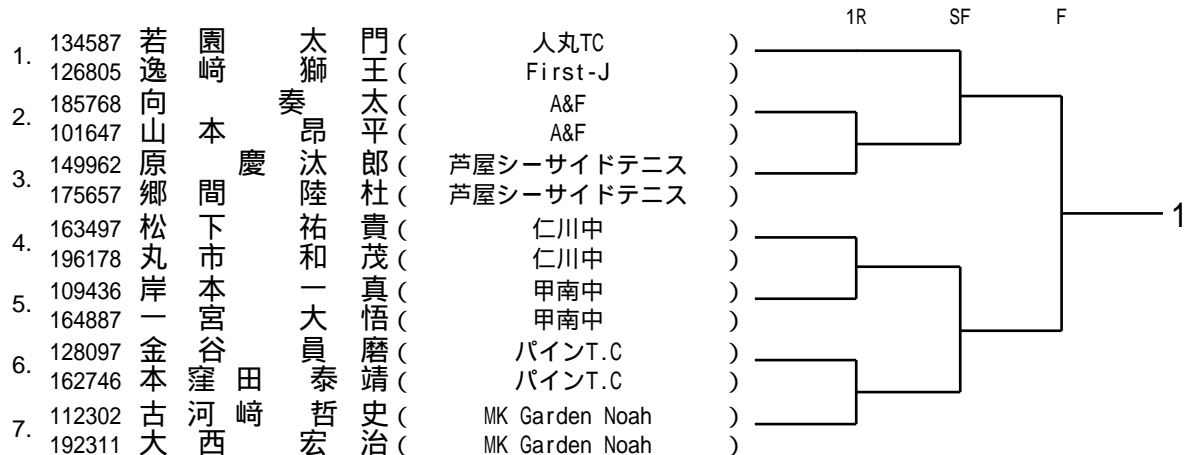 1R SF F
1. 134587 若園 太門 ( 人丸TC )
126805 逸﨑 獅王 ( First-J )
2. 185768 向 奏太 ( A&F )
101647 山本 昂平 ( A&F )
3. 149962 原 慶汰郎 ( 芦屋シーサイドテニス )
175657 郷間 陸杜 ( 芦屋シーサイドテニス )
4. 163497 松下 祐貴 ( 仁川中 )
196178 丸市 和茂 ( 仁川中 )
1
5. 109436 岸本 一真 ( 甲南中 )
164887 一宮 大悟 ( 甲南中 )
6. 128097 金谷 員磨 ( パインT.C )
162746 本窪田 泰靖 ( パインT.C )
7. 112302 古河﨑 哲史 ( MK Garden Noah )
192311 大西 宏治 ( MK Garden Noah )